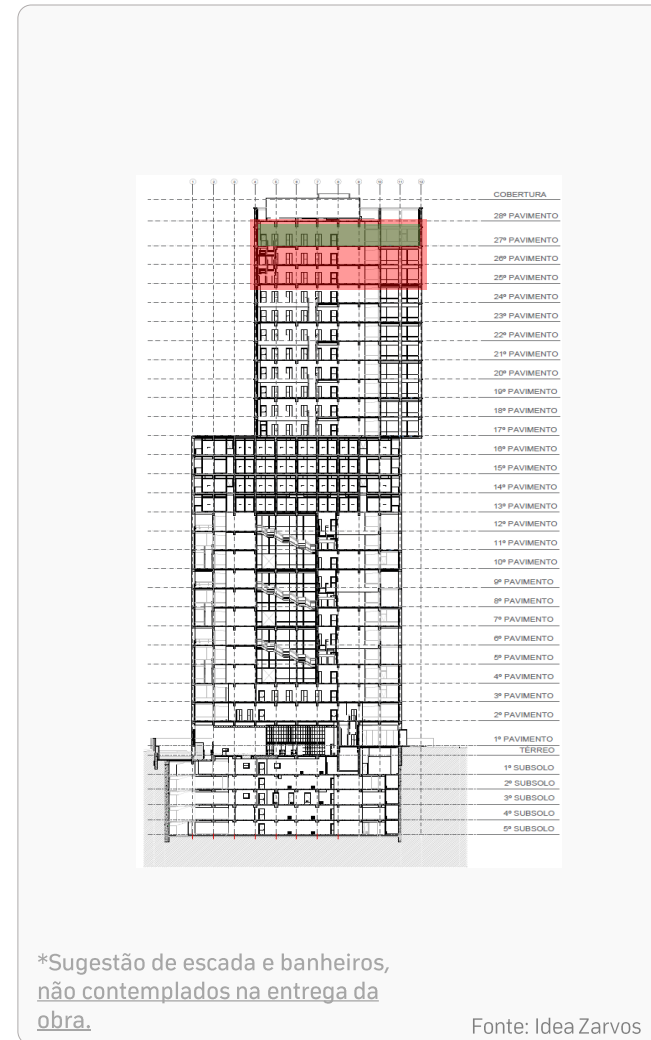 COBERTURA
28º PAVIMENTO
27º PAVIMENTO
26º PAVIMENTO
25º PAVIMENTO
24º PAVIMENTO
23º PAVIMENTO
22º PAVIMENTO
21º PAVIMENTO
20º PAVIMENTO
19º PAVIMENTO
18º PAVIMENTO
17º PAVIMENTO
16º PAVIMENTO
15º PAVIMENTO
14º PAVIMENTO
13º PAVIMENTO
12º PAVIMENTO
11º PAVIMENTO
10º PAVIMENTO
9º PAVIMENTO
8º PAVIMENTO
7º PAVIMENTO
6º PAVIMENTO
5º PAVIMENTO
4º PAVIMENTO
3º PAVIMENTO
2º PAVIMENTO
1º PAVIMENTO
TÉRREO
1º SUBSOLO
2º SUBSOLO
3º SUBSOLO
4º SUBSOLO
5º SUBSOLO
*Sugestão de escada e banheiros,
não contemplados na entrega da
obra.
Fonte: Idea Zarvos